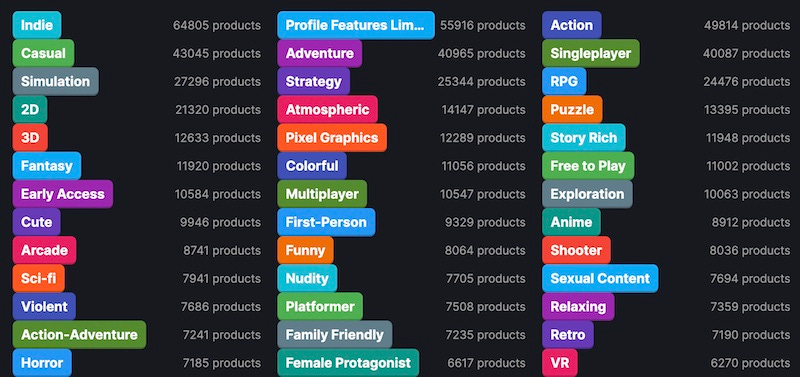 Indie 64805 products Profile Features Lim... 55916 products Action 49814 products
Casual 43045 products Adventure 40965 products Singleplayer 40087 products
Simulation 27296 products Strategy 25344 products RPG 24476 products
2D 21320 products Atmospheric 14147 products Puzzle 13395 products
3D 12633 products Pixel Graphics 12289 products Story Rich 11948 products
Fantasy 11920 products Colorful 11056 products Free to Play 11002 products
Early Access 10584 products Multiplayer 10547 products Exploration 10063 products
Cute 9946 products First-Person 9329 products Anime 8912 products
Arcade 8741 products Funny 8064 products Shooter 8036 products
Sci-fi 7941 products Nudity 7705 products Sexual Content 7694 products
Violent 7686 products Platformer 7508 products Relaxing 7359 products
Action-Adventure 7241 products Family Friendly 7235 products Retro 7190 products
Horror 7185 products Female Protagonist 6617 products VR 6270 products